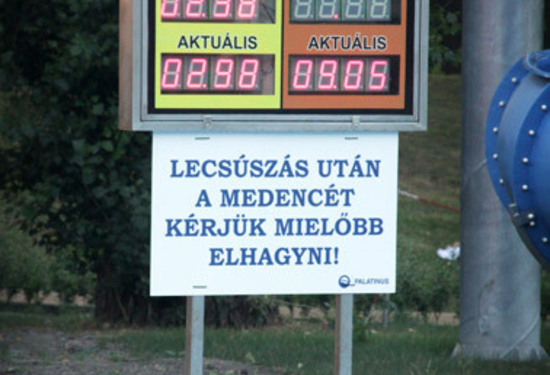 AKTUÁLIS AKTUÁLIS
02.98 09.05
LECSÚSZÁS UTÁN
A MEDENCÉT
KÉRJÜK MIELŐBB
ELHAGYNI!
PALATINUS